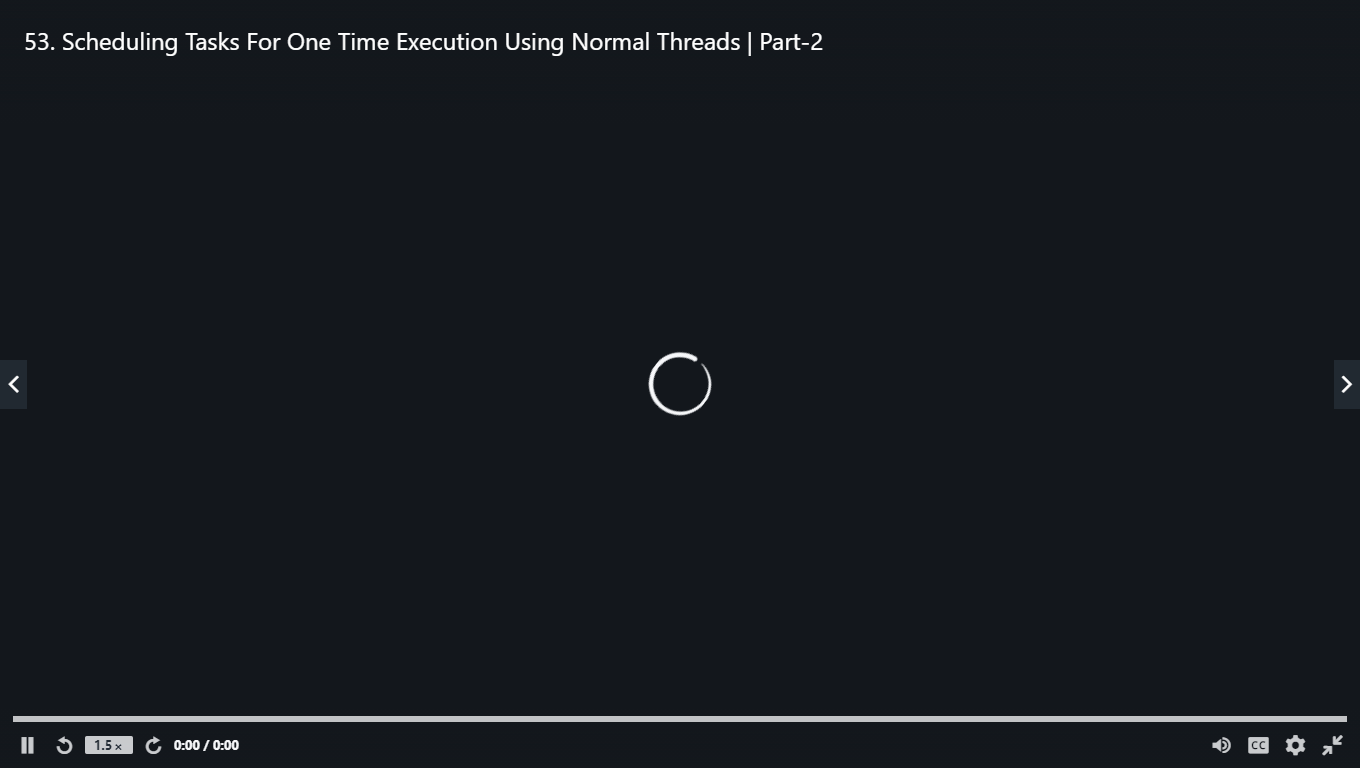 53. Scheduling Tasks For One Time Execution Using Normal Threads | Part-2
1.5 × 0:00 / 0:00 CC